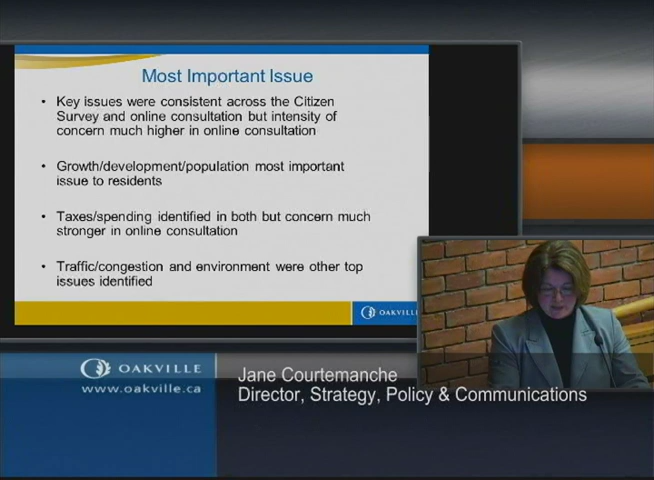 Most Important Issue
• Key issues were consistent across the Citizen
Survey and online consultation but intensity of
concern much higher in online consultation
• Growth/development/population most important
issue to residents
• Taxes/spending identified in both but concern much
stronger in online consultation
• Traffic/congestion and environment were other top
issues identified
OAKVILL
OAKVILLE
www.oakville.ca
Jane Courtemanche
Director, Strategy, Policy & Communications